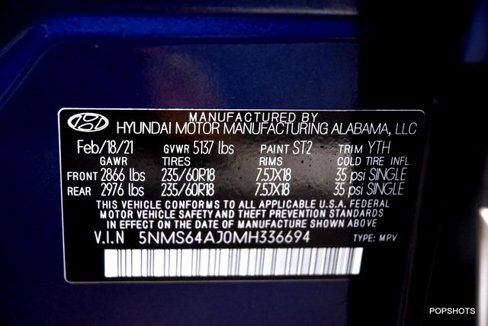 MANUFACTURED BY
HYUNDAI MOTOR MANUFACTURING ALABAMA, LLC
Feb/18/21 GVWR 5137 lbs PAINT ST2 TRIM YTH
GAWR TIRES RIMS COLD TIRE INFL
FRONT 2866 lbs 235/60R18 7.5JX18 35 psi SINGLE
REAR 2976 lbs 235/60R18 7.5JX18 35 psi SINGLE
THIS VEHICLE CONFORMS TO ALL APPLICABLE U.S.A. FEDERAL
MOTOR VEHICLE SAFETY AND THEFT PREVENTION STANDARDS
IN EFFECT ON THE DATE OF MANUFACTURE SHOWN ABOVE
V.I.N 5NMS64AJ0MH336694 TYPE: MPV
POPSHOTS